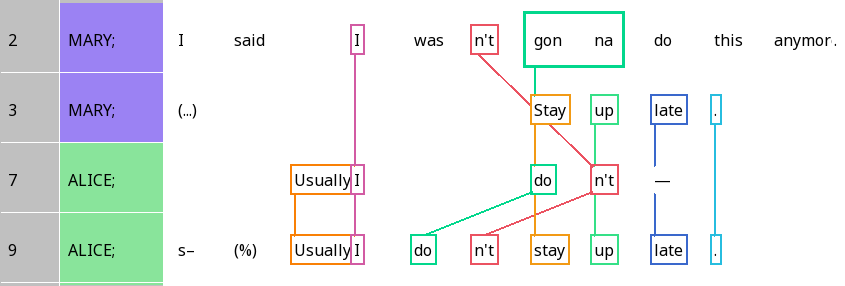 2 MARY; I said I was n't gon na do this anymor.
3 MARY; (...) Stay up late .
7 ALICE; Usually I do n't —
9 ALICE; s– (%) Usually I do n't stay up late .